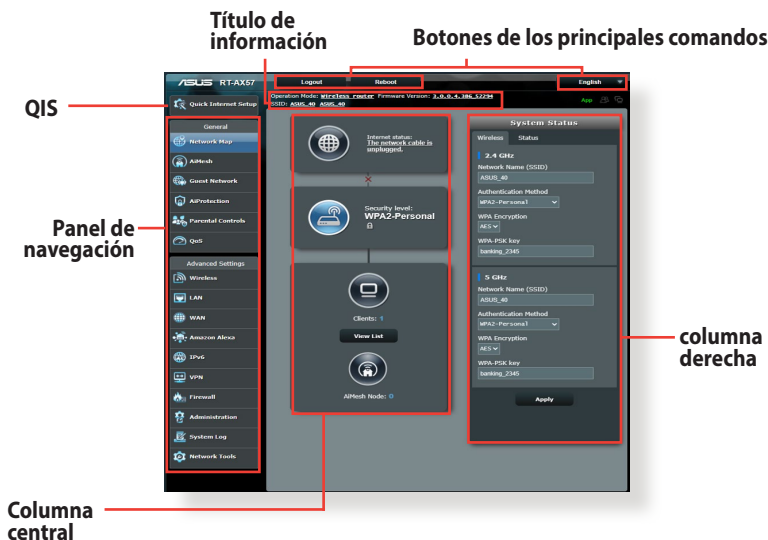 Título de
información
Botones de los principales comandos
QIS
Panel de
navegación
Columna
central
columna
derecha
ASUS RT-AX57
Logout
Reboot
English
Operation Mode: Wireless router Firmware Version: 3.0.0.4.386_52294
SSID: ASUS_40 ASUS_40
App
Quick Internet Setup
General
Network Map
AiMesh
Guest Network
AiProtection
Parental Controls
QoS
Advanced Settings
Wireless
LAN
WAN
Amazon Alexa
IPv6
VPN
Firewall
Administration
System Log
Network Tools
Internet status:
The network cable is
unplugged.
Security level:
WPA2-Personal
Clients: 1
View List
AiMesh Node: 0
System Status
Wireless
Status
2.4 GHz
Network Name (SSID)
ASUS_40
Authentication Method
WPA2-Personal
WPA Encryption
AES
WPA-PSK key
banking_2345
5 GHz
Network Name (SSID)
ASUS_40
Authentication Method
WPA2-Personal
WPA Encryption
AES
WPA-PSK key
banking_2345
Apply